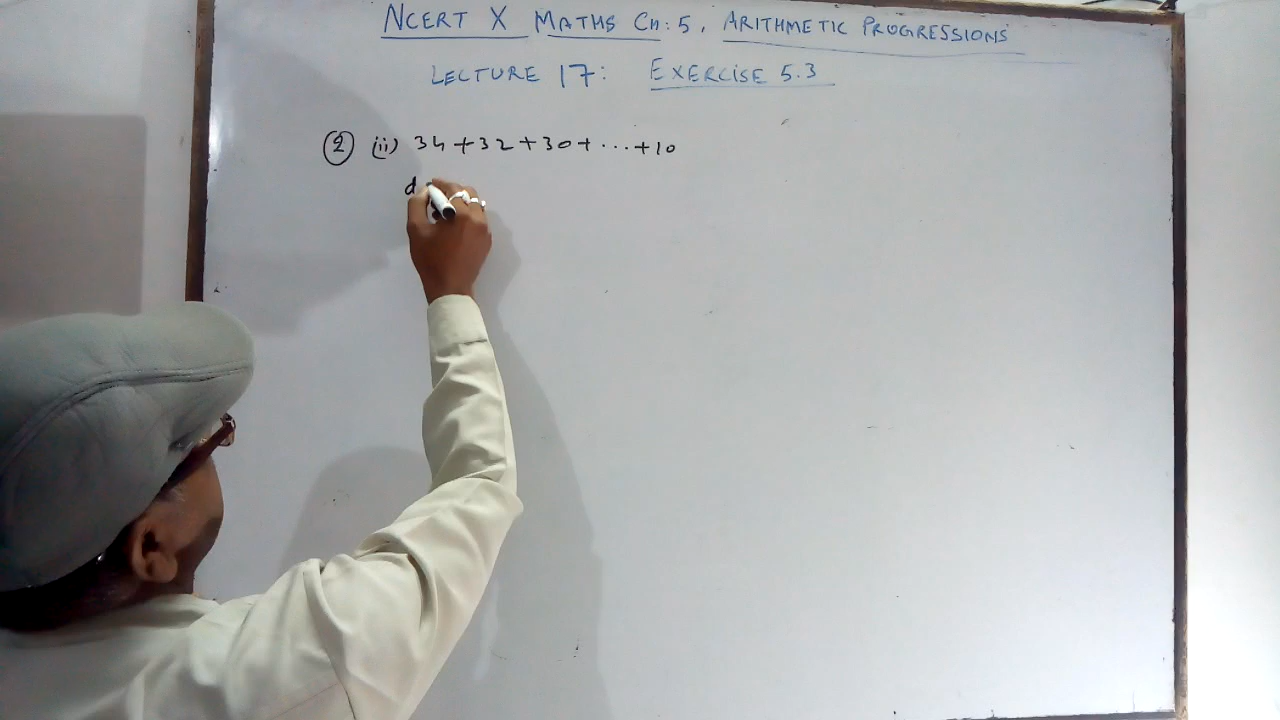 NCERT X MATHS CH: 5, ARITHMETIC PROGRESSIONS
LECTURE 17: EXERCISE 5.3
2 (ii) 34+32+30+...+10
d